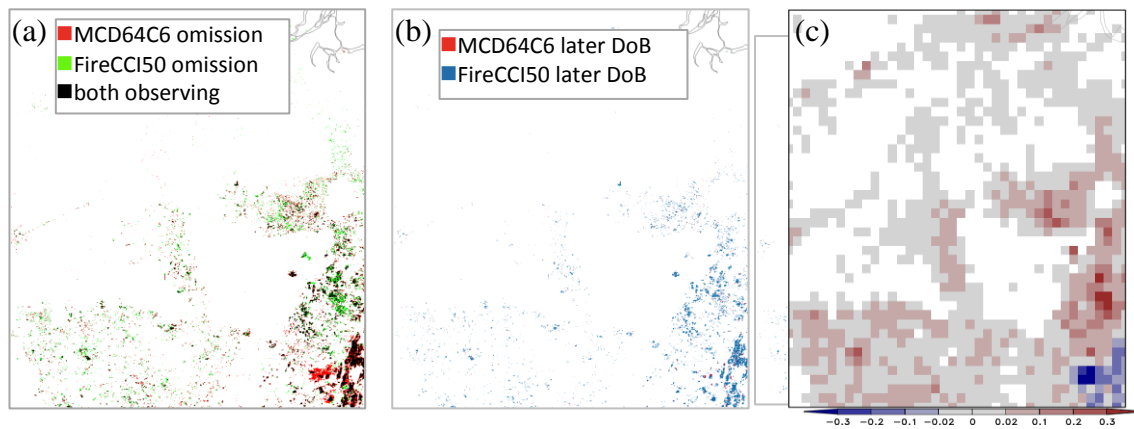 (a)
MCD64C6 omission
FireCCI50 omission
both observing
(b)
MCD64C6 later DoB
FireCCI50 later DoB
(c)
-0.3 -0.2 -0.1 -0.02 0 0.02 0.1 0.2 0.3